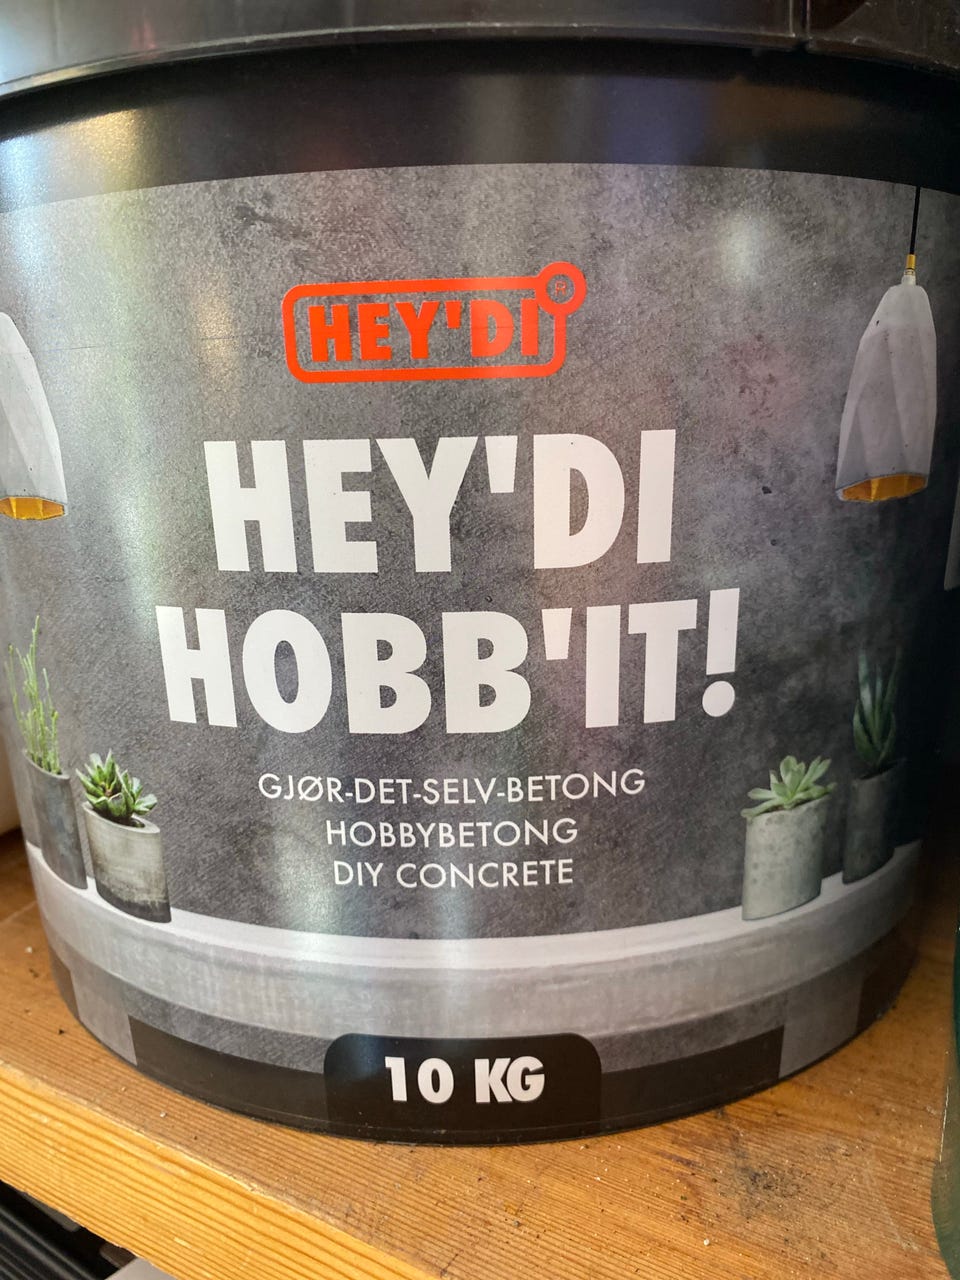 HEY'DI®
HEY'DI
HOBB'IT!
GJØR-DET-SELV-BETONG
HOBBYBETONG
DIY CONCRETE
10 KG